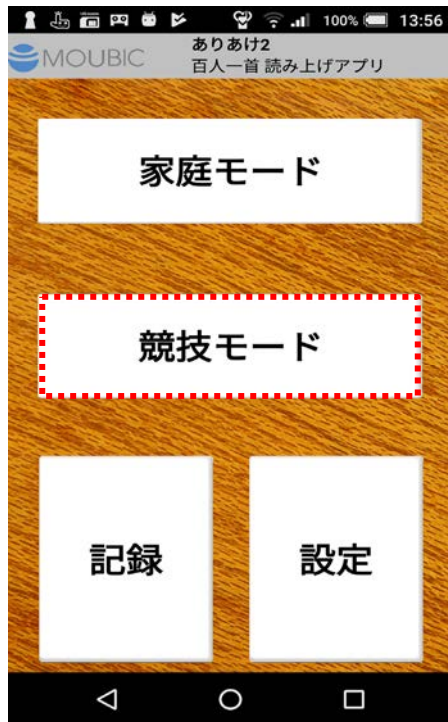 100% 13:56
MOUBIC
ありあけ2
百人一首 読み上げアプリ
家庭モード
競技モード
記録
設定